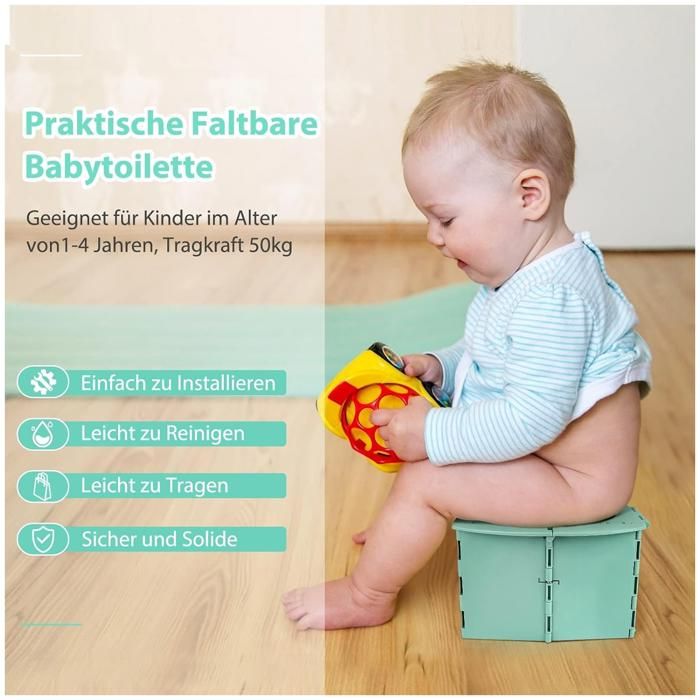 Praktische Faltbare
Babytoilette
Geeignet für Kinder im Alter
von1-4 Jahren, Tragkraft 50kg
Einfach zu Installieren
Leicht zu Reinigen
Leicht zu Tragen
Sicher und Solide